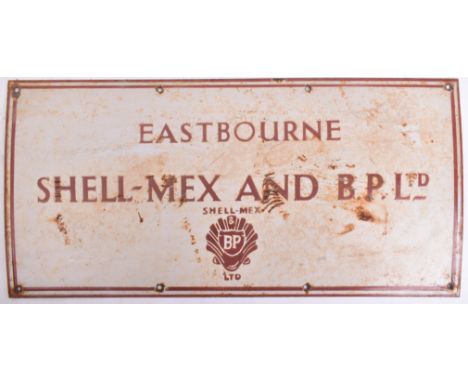 EASTBOURNE
SHELL-MEX AND B.P. LTD
SHELL-MEX
&
BP
LTD